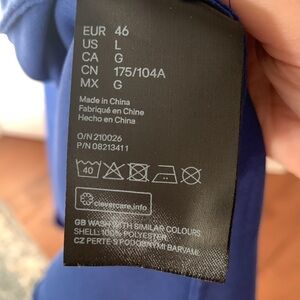 EUR 46
US L
CA G
CN 175/104A
MX G
Made in China
Fabriqué en Chine
Hecho en China
O/N 210026
P/N 08213411
40
clevercare.info
GB WASH WITH SIMILAR COLOURS
SHELL: 100% POLYESTER
CZ PERTE S PODOBNÝMI BARVAMI